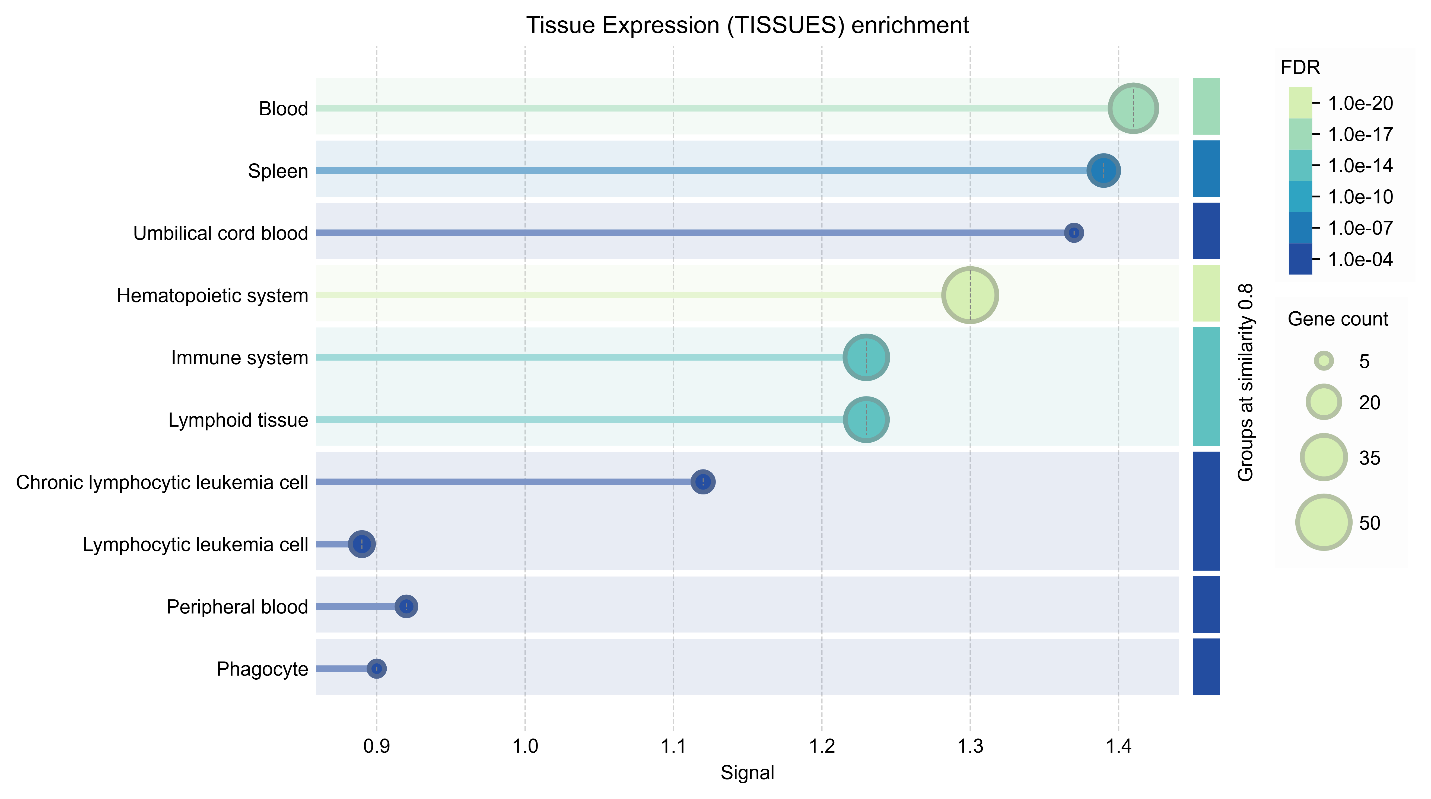 Tissue Expression (TISSUES) enrichment
Blood
Spleen
Umbilical cord blood
Hematopoietic system
Immune system
Lymphoid tissue
Chronic lymphocytic leukemia cell
Lymphocytic leukemia cell
Peripheral blood
Phagocyte
0.9 1.0 1.1 1.2 1.3 1.4
Signal
Groups at similarity 0.8
FDR
1.0e-20
1.0e-17
1.0e-14
1.0e-10
1.0e-07
1.0e-04
Gene count
5
20
35
50